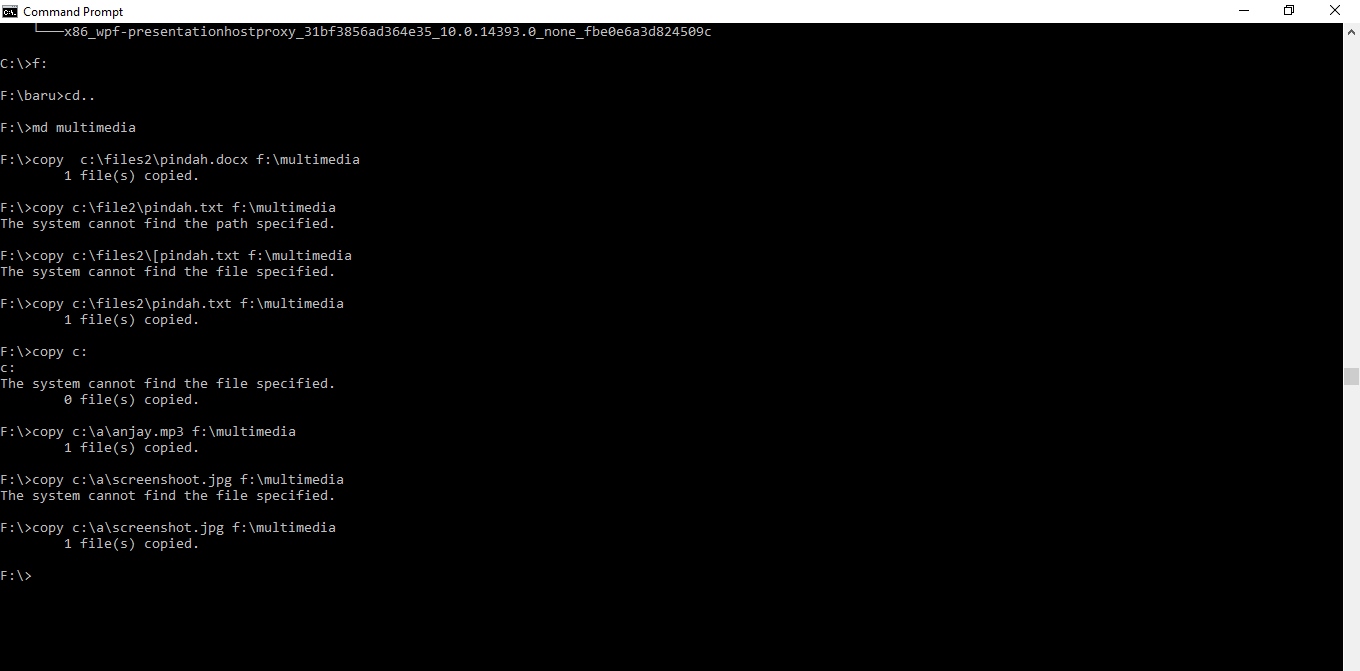 Command Prompt
└───x86_wpf-presentationhostproxy_31bf3856ad364e35_10.0.14393.0_none_fbe0e6a3d824509c
C:\>f:
F:\baru>cd..
F:\>md multimedia
F:\>copy  c:\files2\pindah.docx f:\multimedia
        1 file(s) copied.
F:\>copy c:\file2\pindah.txt f:\multimedia
The system cannot find the path specified.
F:\>copy c:\files2\[pindah.txt f:\multimedia
The system cannot find the file specified.
F:\>copy c:\files2\pindah.txt f:\multimedia
        1 file(s) copied.
F:\>copy c:
c:
The system cannot find the file specified.
        0 file(s) copied.
F:\>copy c:\a\anjay.mp3 f:\multimedia
        1 file(s) copied.
F:\>copy c:\a\screenshoot.jpg f:\multimedia
The system cannot find the file specified.
F:\>copy c:\a\screenshot.jpg f:\multimedia
        1 file(s) copied.
F:\>